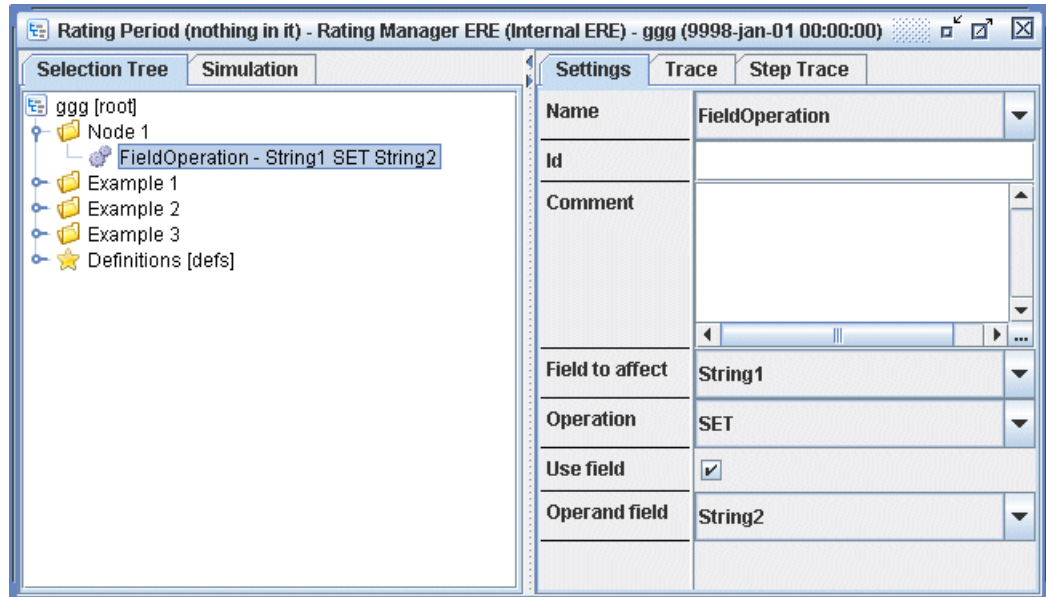 Rating Period (nothing in it) - Rating Manager ERE (Internal ERE) - ggg (9998-jan-01 00:00:00)
Selection Tree Simulation
ggg [root]
Node 1
FieldOperation - String1 SET String2
Example 1
Example 2
Example 3
Definitions [defs]
Settings Trace Step Trace
Name FieldOperation
Id
Comment
...
Field to affect String1
Operation SET
Use field
Operand field String2